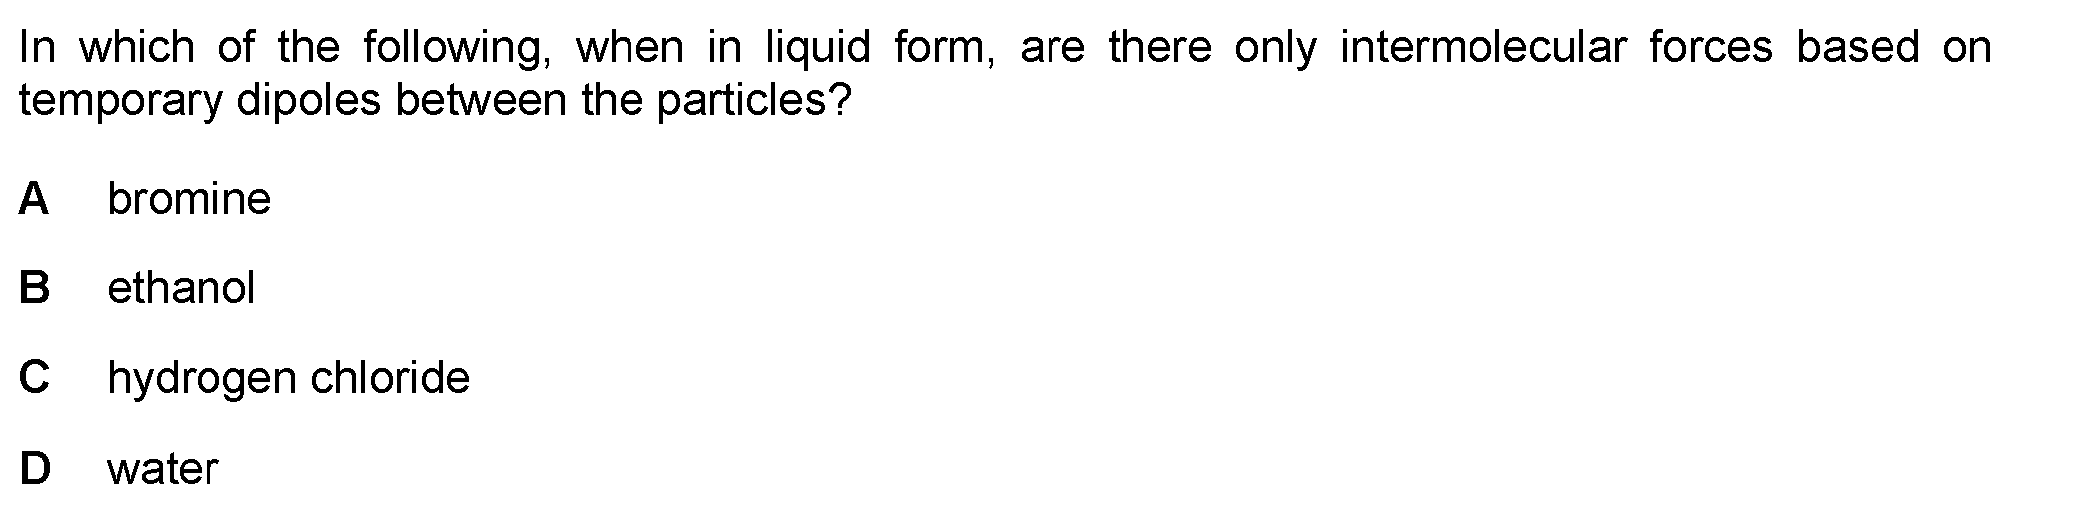 In which of the following, when in liquid form, are there only intermolecular forces based on
temporary dipoles between the particles?
A bromine
B ethanol
C hydrogen chloride
D water